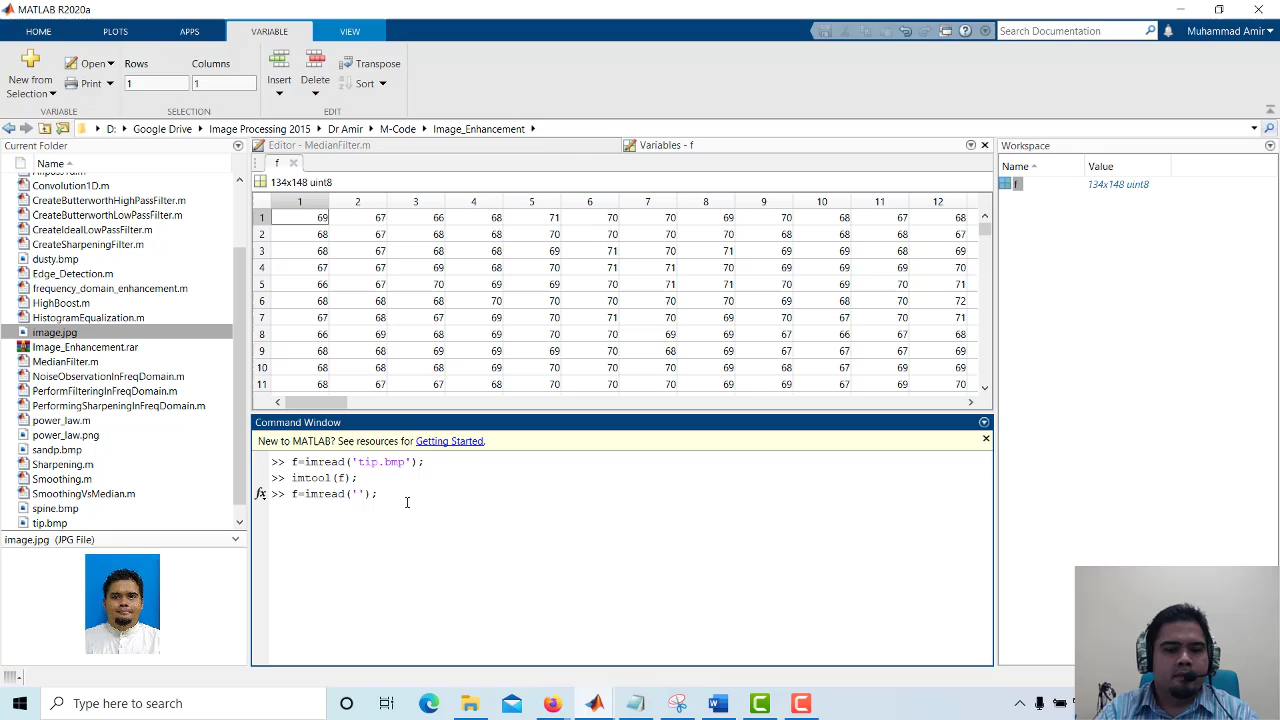 MATLAB R2020a
HOME PLOTS APPS VARIABLE VIEW Search Documentation Muhammad Amir
New from Selection
Open
Print
Rows Columns
1 1
Insert Delete
Transpose
Sort
VARIABLE SELECTION EDIT
D: Google Drive Image Processing 2015 Dr Amir M-Code Image_Enhancement
Current Folder
Name
Convolution1D.m
CreateButterworthHighPassFilter.m
CreateButterworthLowPassFilter.m
CreateIdealLowPassFilter.m
CreateSharpeningFilter.m
dusty.bmp
Edge_Detection.m
frequency_domain_enhancement.m
HighBoost.m
HistogramEqualization.m
image.jpg
Image_Enhancement.rar
MedianFilter.m
NoiseObservationInFreqDomain.m
PerformFilteringInFreqDomain.m
PerformingSharpeningInFreqDomain.m
power_law.m
power_law.png
sandp.bmp
Sharpening.m
Smoothing.m
SmoothingVsMedian.m
spine.bmp
tip.bmp
image.jpg (JPG File)
Editor - MedianFilter.m Variables - f
f
134x148 uint8
1 2 3 4 5 6 7 8 9 10 11 12
1 69 67 66 68 71 70 70 69 70 68 67 68
2 68 67 68 68 70 70 70 70 68 68 67 67
3 68 67 69 68 69 71 70 71 69 69 68 69
4 67 67 69 68 70 71 71 70 69 69 69 70
5 66 67 70 69 70 70 71 71 70 69 70 71
6 68 68 68 70 70 70 70 70 69 68 70 72
7 67 68 67 69 70 71 70 69 68 67 70 71
8 66 69 68 69 70 70 69 69 67 66 67 68
9 68 68 69 69 69 70 68 69 67 67 67 69
10 68 68 68 69 70 70 70 70 68 67 69 69
11 68 67 67 68 70 70 70 69 69 67 69 70
Command Window
New to MATLAB? See resources for Getting Started.
>> f=imread('tip.bmp');
>> imtool(f);
fx >> f=imread('');
Workspace
Name Value
f 134x148 uint8
Type here to search